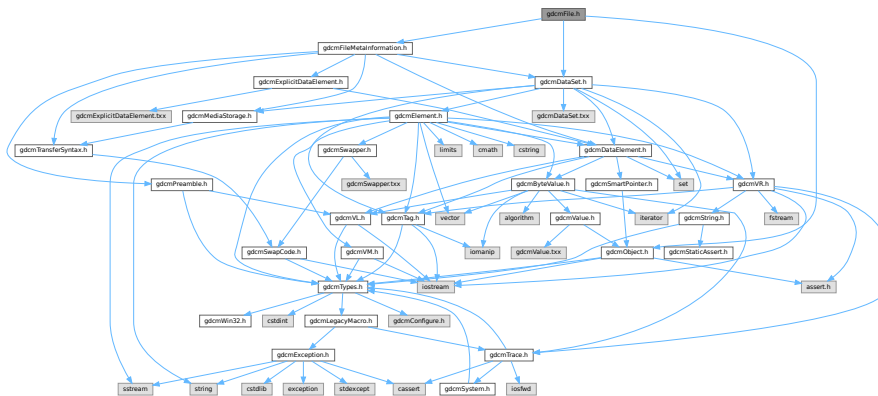 gdcmFile.h
gdcmFileMetaInformation.h
gdcmExplicitDataElement.h
gdcmDataSet.h
gdcmExplicitDataElement.txx
gdcmMediaStorage.h
gdcmElement.h
gdcmDataSet.txx
gdcmTransferSyntax.h
gdcmSwapper.h
limits
cmath
cstring
gdcmDataElement.h
gdcmPreamble.h
gdcmSwapper.txx
gdcmByteValue.h
gdcmSmartPointer.h
set
gdcmVR.h
gdcmVL.h
gdcmTag.h
vector
algorithm
gdcmValue.h
iterator
gdcmString.h
fstream
gdcmSwapCode.h
gdcmVM.h
iomanip
gdcmValue.txx
gdcmObject.h
gdcmStaticAssert.h
gdcmTypes.h
iostream
assert.h
gdcmWin32.h
cstdint
gdcmLegacyMacro.h
gdcmConfigure.h
gdcmException.h
gdcmTrace.h
sstream
string
cstdlib
exception
stdexcept
cassert
gdcmSystem.h
iosfwd